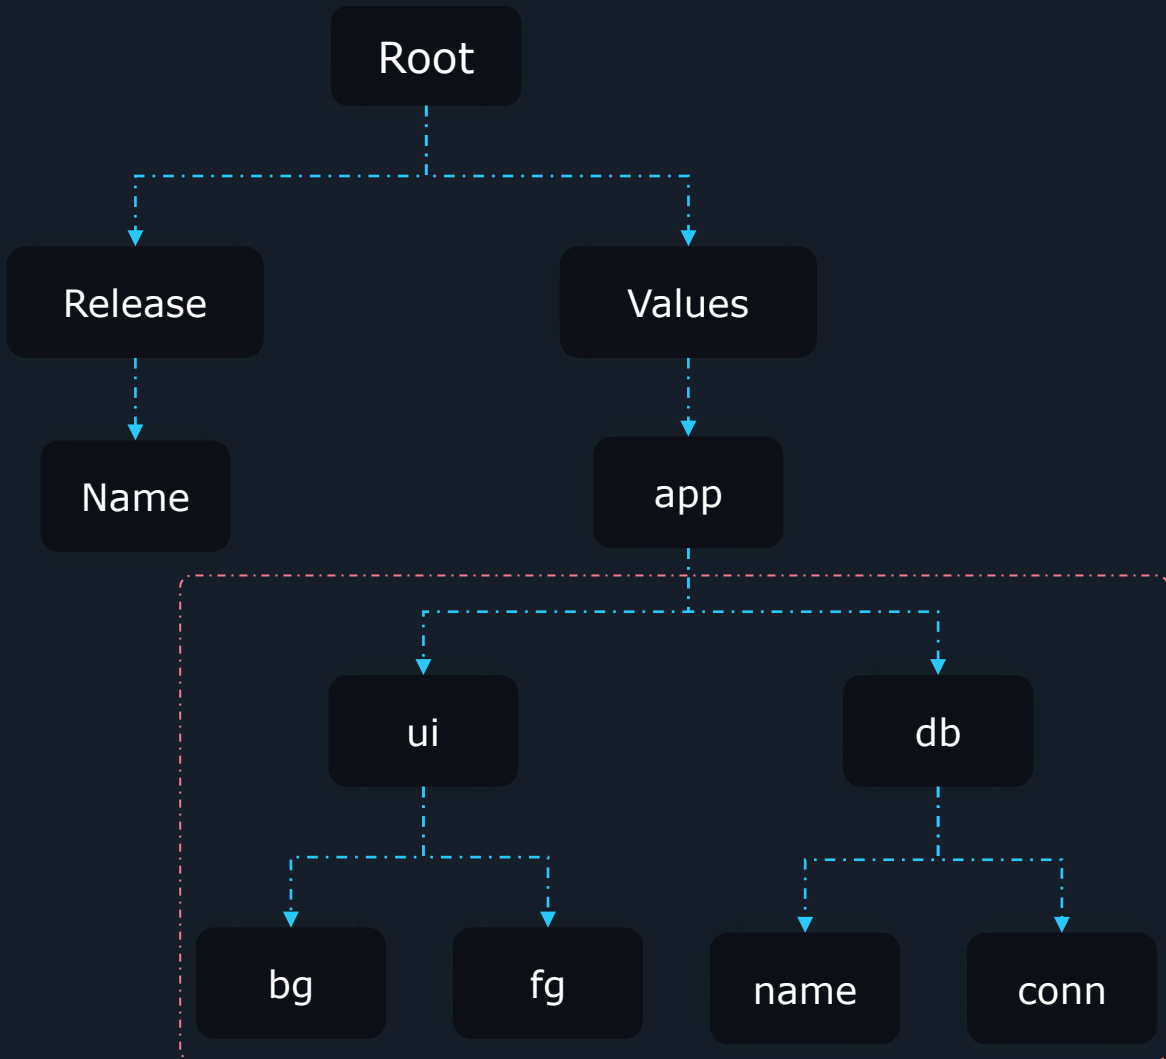 Root
Release
Values
Name
app
ui
db
bg
fg
name
conn